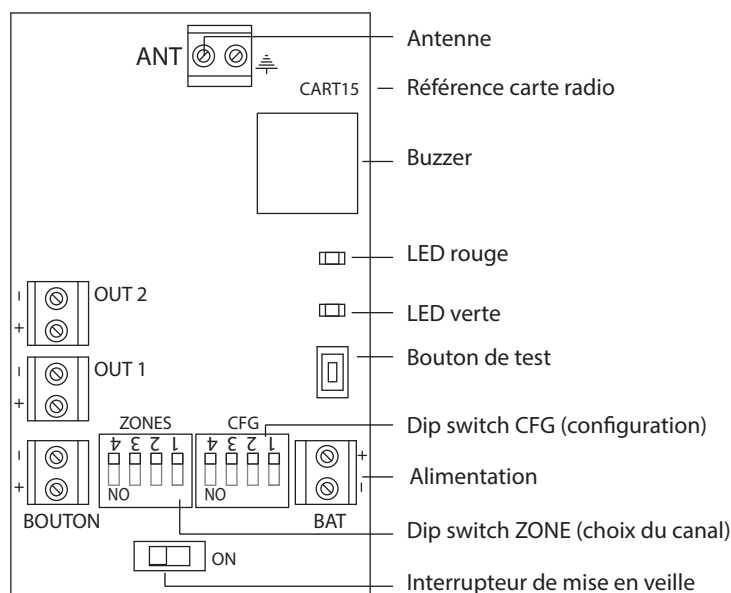 ANT
Antenne
CART15
Référence carte radio
Buzzer
LED rouge
OUT 2
- +
LED verte
OUT 1
- +
Bouton de test
ZONES
CFG
Dip switch CFG (configuration)
4 3 2 1
4 3 2 1
NO
NO
- +
+ -
Alimentation
BOUTON
BAT
Dip switch ZONE (choix du canal)
ON
Interrupteur de mise en veille